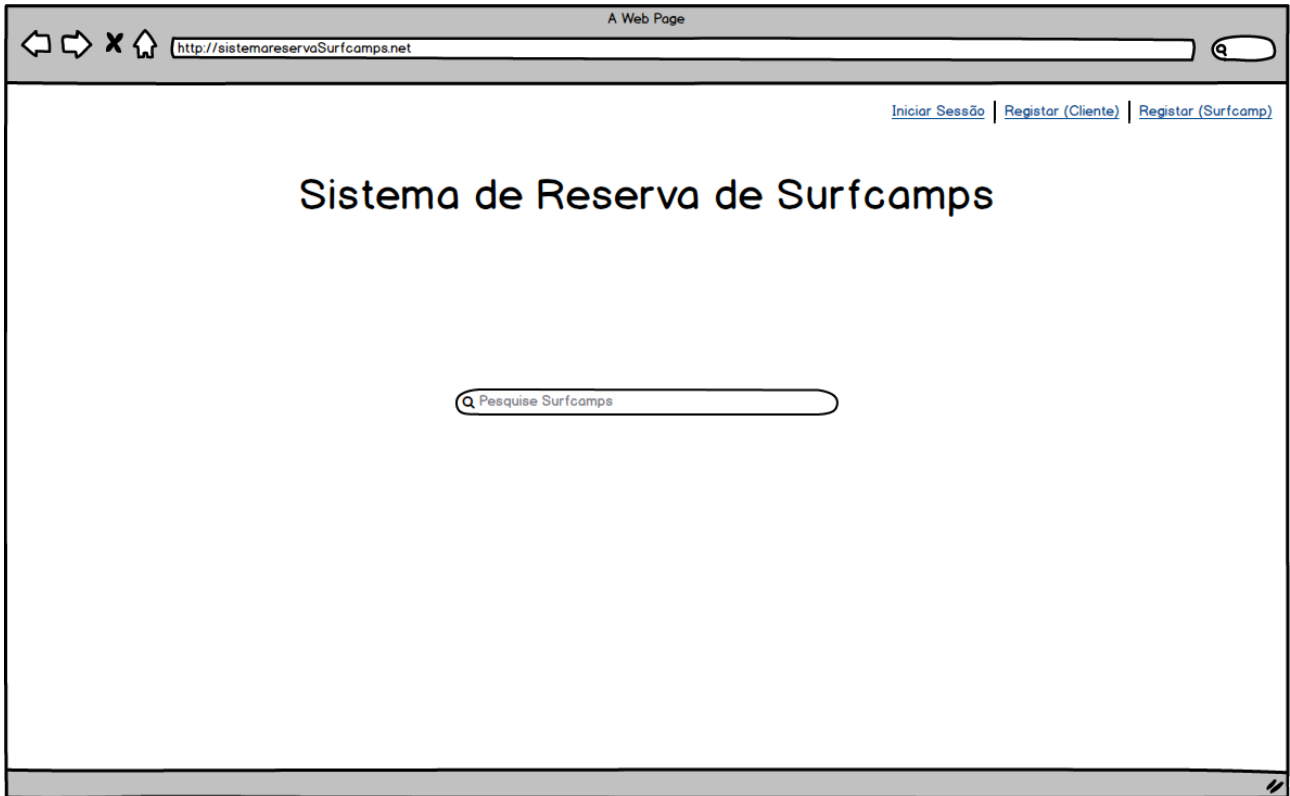 A Web Page
http://sistemareservaSurfcamps.net
Iniciar Sessão | Registar (Cliente) | Registar (Surfcamp)
Sistema de Reserva de Surfcamps
Pesquise Surfcamps